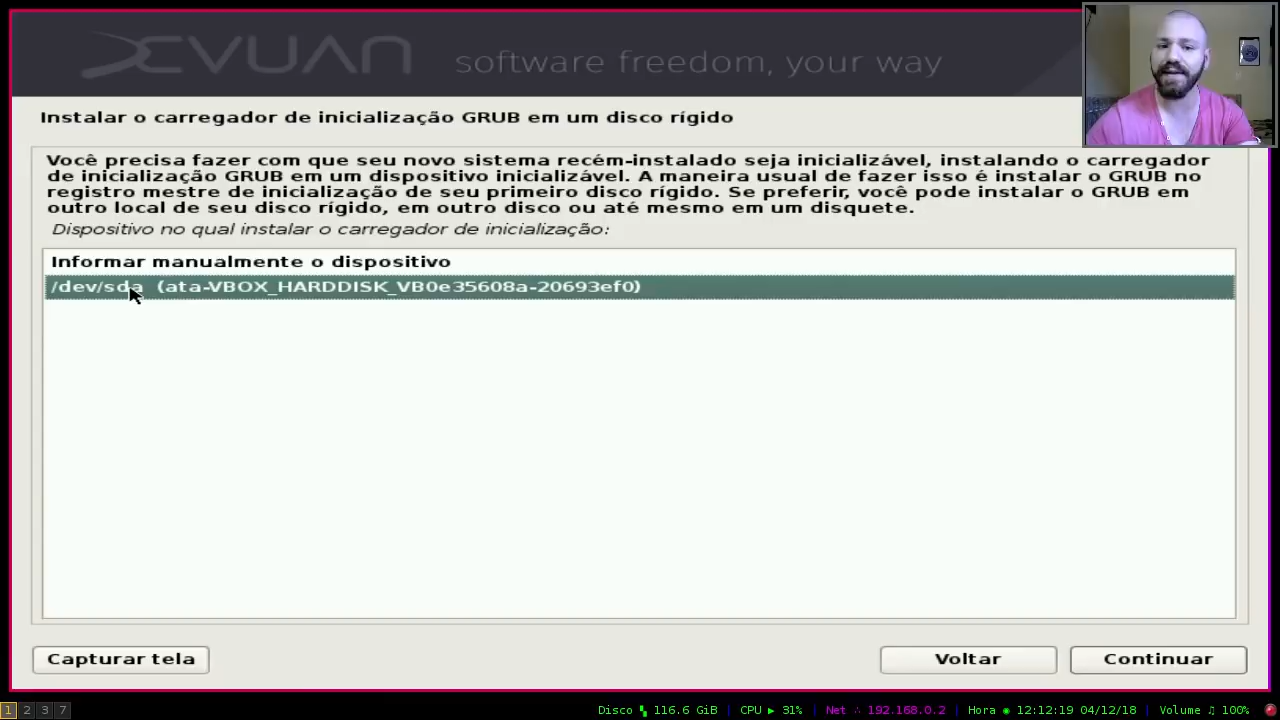 DEVUAN software freedom, your way
Instalar o carregador de inicialização GRUB em um disco rígido
Você precisa fazer com que seu novo sistema recém-instalado seja inicializável, instalando o carregador
de inicialização GRUB em um dispositivo inicializável. A maneira usual de fazer isso é instalar o GRUB no
registro mestre de inicialização de seu primeiro disco rígido. Se preferir, você pode instalar o GRUB em
outro local de seu disco rígido, em outro disco ou até mesmo em um disquete.
Dispositivo no qual instalar o carregador de inicialização:
Informar manualmente o dispositivo
/dev/sda (ata-VBOX_HARDDISK_VB0e35608a-20693ef0)
Capturar tela Voltar Continuar
1 2 3 7 Disco 116.6 GiB | CPU ▶ 31% | Net ∴ 192.168.0.2 | Hora ◉ 12:12:19 04/12/18 | Volume ♫ 100%